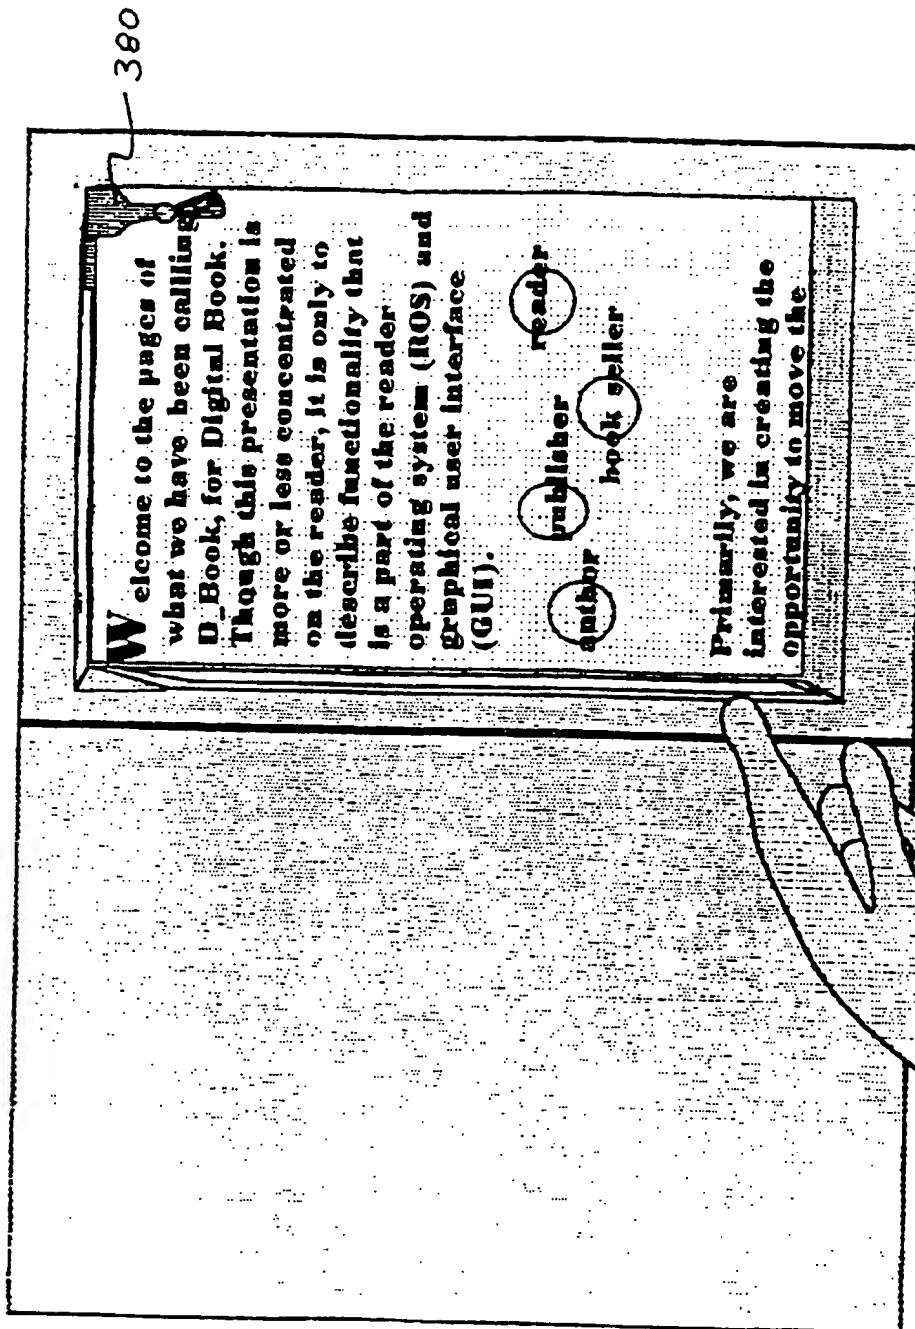 380
Welcome to the pages of
what we have been calling
D_Book, for Digital Book.
Though this presentation is
more or less concentrated
on the reader, it is only to
describe functionality that
is a part of the reader
operating system (ROS) and
graphical user interface
(GUI).
author publisher reader
book seller
Primarily, we are
interested in creating the
opportunity to move the